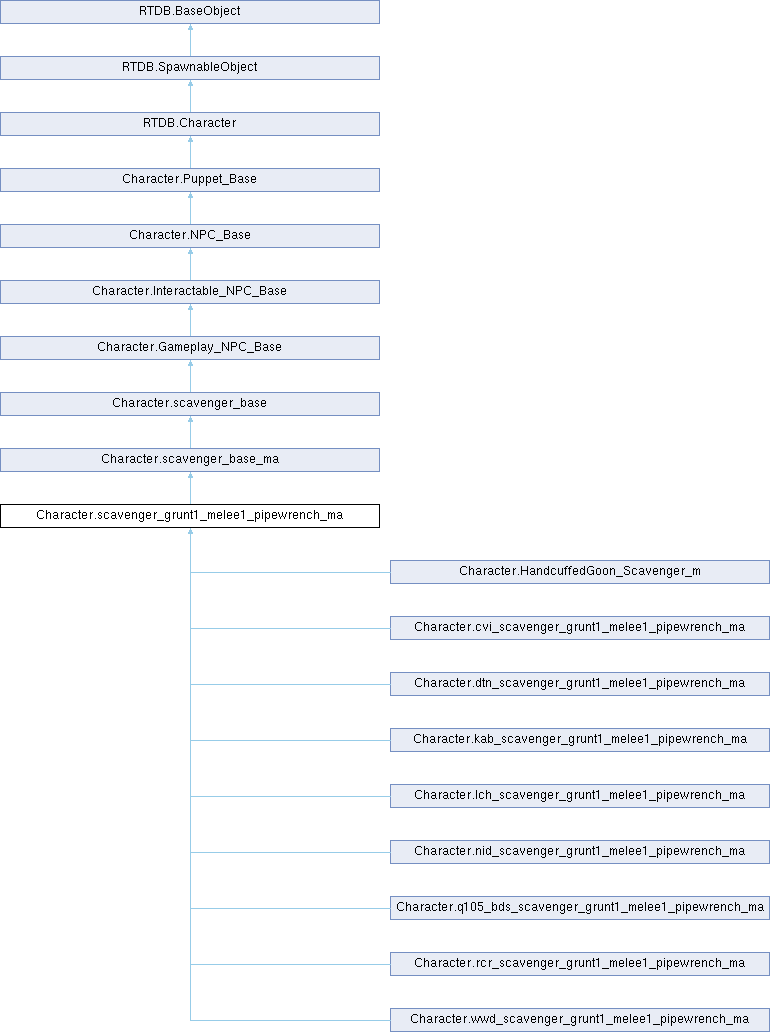 RTDB.BaseObject
RTDB.SpawnableObject
RTDB.Character
Character.Puppet_Base
Character.NPC_Base
Character.Interactable_NPC_Base
Character.Gameplay_NPC_Base
Character.scavenger_base
Character.scavenger_base_ma
Character.scavenger_grunt1_melee1_pipewrench_ma
Character.HandcuffedGoon_Scavenger_m
Character.cvi_scavenger_grunt1_melee1_pipewrench_ma
Character.dtn_scavenger_grunt1_melee1_pipewrench_ma
Character.kab_scavenger_grunt1_melee1_pipewrench_ma
Character.lch_scavenger_grunt1_melee1_pipewrench_ma
Character.nid_scavenger_grunt1_melee1_pipewrench_ma
Character.q105_bds_scavenger_grunt1_melee1_pipewrench_ma
Character.rcr_scavenger_grunt1_melee1_pipewrench_ma
Character.wwd_scavenger_grunt1_melee1_pipewrench_ma